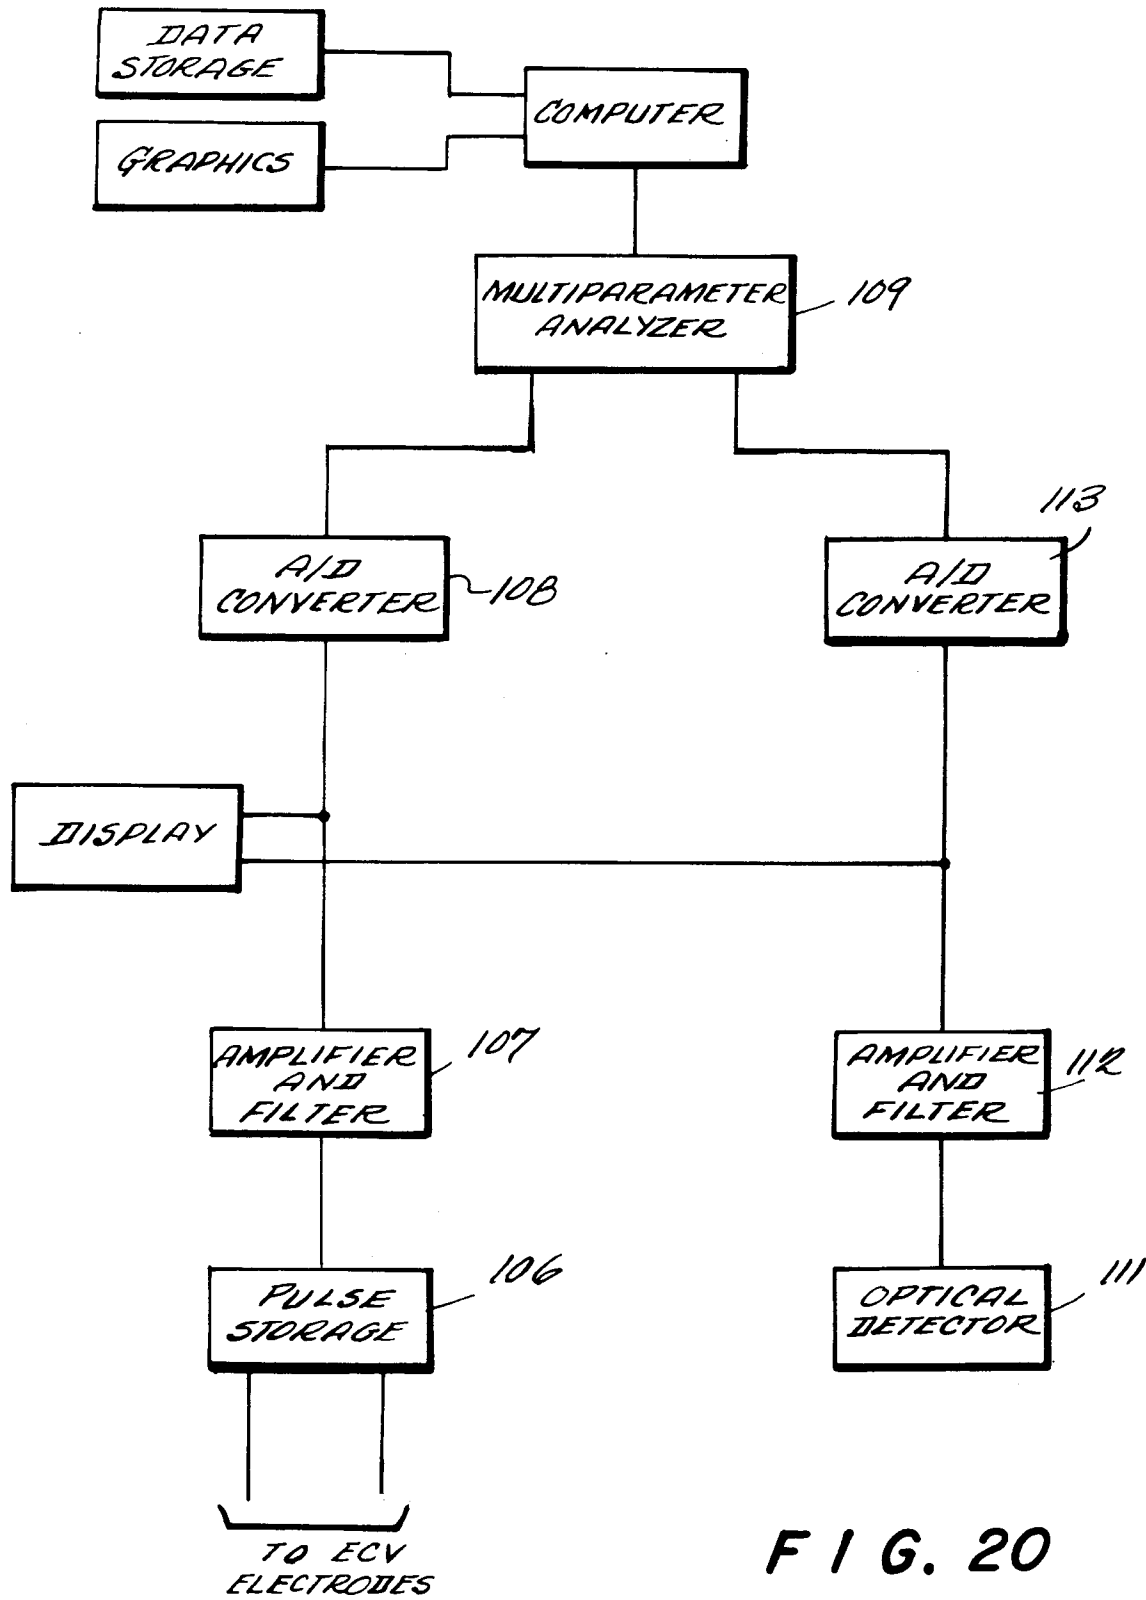 DATA
STORAGE
COMPUTER
GRAPHICS
MULTIPARAMETER
ANALYZER
109
A/D
CONVERTER
108
A/D
CONVERTER
113
DISPLAY
AMPLIFIER
AND
FILTER
107
AMPLIFIER
AND
FILTER
112
PULSE
STORAGE
106
OPTICAL
DETECTOR
111
TO ECV
ELECTRODES
FIG. 20